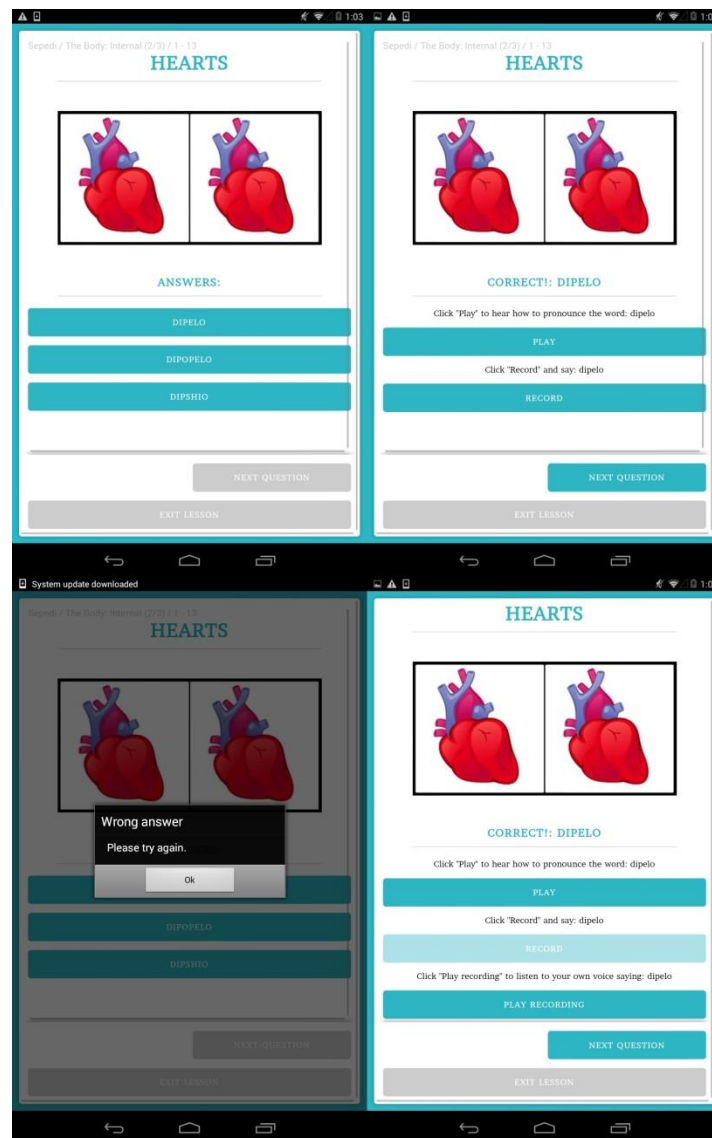 1:03
Sepedi / The Body: Internal (2/3) / 1 - 13
HEARTS
ANSWERS:
DIPELO
DIPOPELO
DIPSHIO
NEXT QUESTION
EXIT LESSON
1:0
Sepedi / The Body: Internal (2/3) / 1 - 13
HEARTS
CORRECT!: DIPELO
Click "Play" to hear how to pronounce the word: dipelo
PLAY
Click "Record" and say: dipelo
RECORD
NEXT QUESTION
EXIT LESSON
System update downloaded
Sepedi / The Body: Internal (2/3) / 1 - 13
HEARTS
Wrong answer
Please try again.
Ok
DIPOPELO
DIPSHIO
NEXT QUESTION
EXIT LESSON
1:0
HEARTS
CORRECT!: DIPELO
Click "Play" to hear how to pronounce the word: dipelo
PLAY
Click "Record" and say: dipelo
RECORD
Click "Play recording" to listen to your own voice saying: dipelo
PLAY RECORDING
NEXT QUESTION
EXIT LESSON